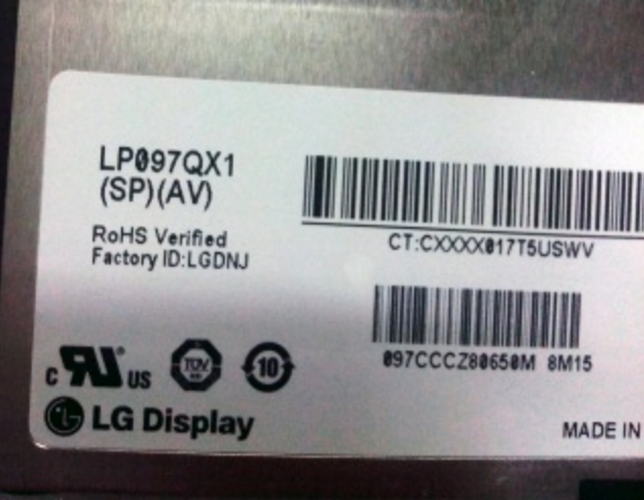 LP097QX1
(SP)(AV)
RoHS Verified
Factory ID:LGDNJ
CT:CXXXX017T5USWV
097CCCZ80650M 8M15
C RU US
TÜV
10
LG Display
MADE IN